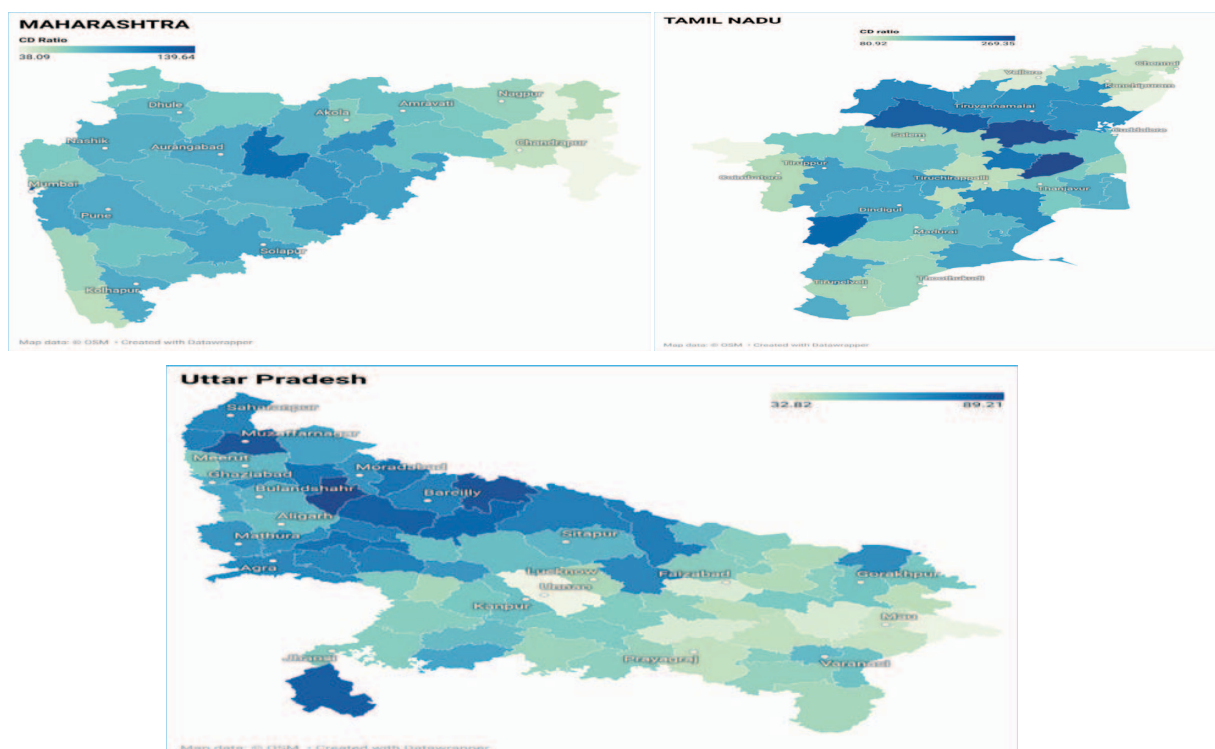 MAHARASHTRA
CD Ratio
38.09 139.64
Dhule
Nagpur
Akola
Amravati
Nashik
Aurangabad
Chandrapur
Mumbai
Pune
Solapur
Kolhapur
Map data: © OSM • Created with Datawrapper
TAMIL NADU
CD ratio
80.92 269.35
Chennai
Vellore
Kanchipuram
Tiruvannamalai
Cuddalore
Salem
Tiruppur
Coimbatore
Tiruchirappalli
Thanjavur
Dindigul
Madurai
Thoothukudi
Tirunelveli
Map data: © OSM • Created with Datawrapper
Uttar Pradesh
32.82 89.21
Saharanpur
Muzaffarnagar
Meerut
Ghaziabad
Moradabad
Bulandshahr
Bareilly
Aligarh
Mathura
Sitapur
Agra
Lucknow
Faizabad
Gorakhpur
Unnao
Kanpur
Mau
Jhansi
Prayagraj
Varanasi
Map data: © OSM • Created with Datawrapper